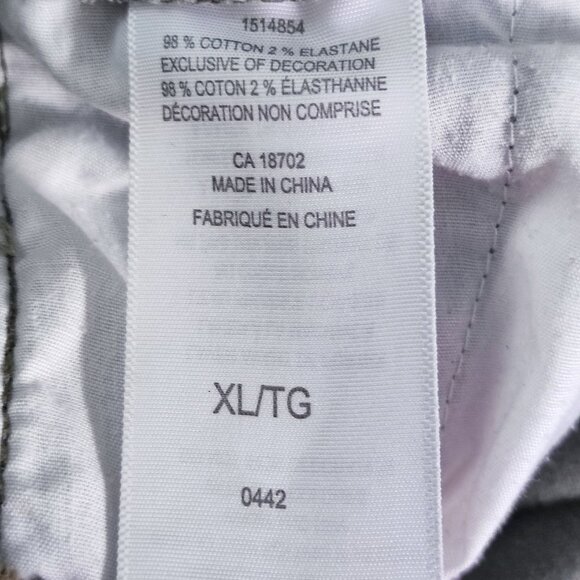 1514854
98 % COTTON 2 % ELASTANE
EXCLUSIVE OF DECORATION
98 % COTON 2 % ÉLASTHANNE
DÉCORATION NON COMPRISE
CA 18702
MADE IN CHINA
FABRIQUÉ EN CHINE
XL/TG
0442